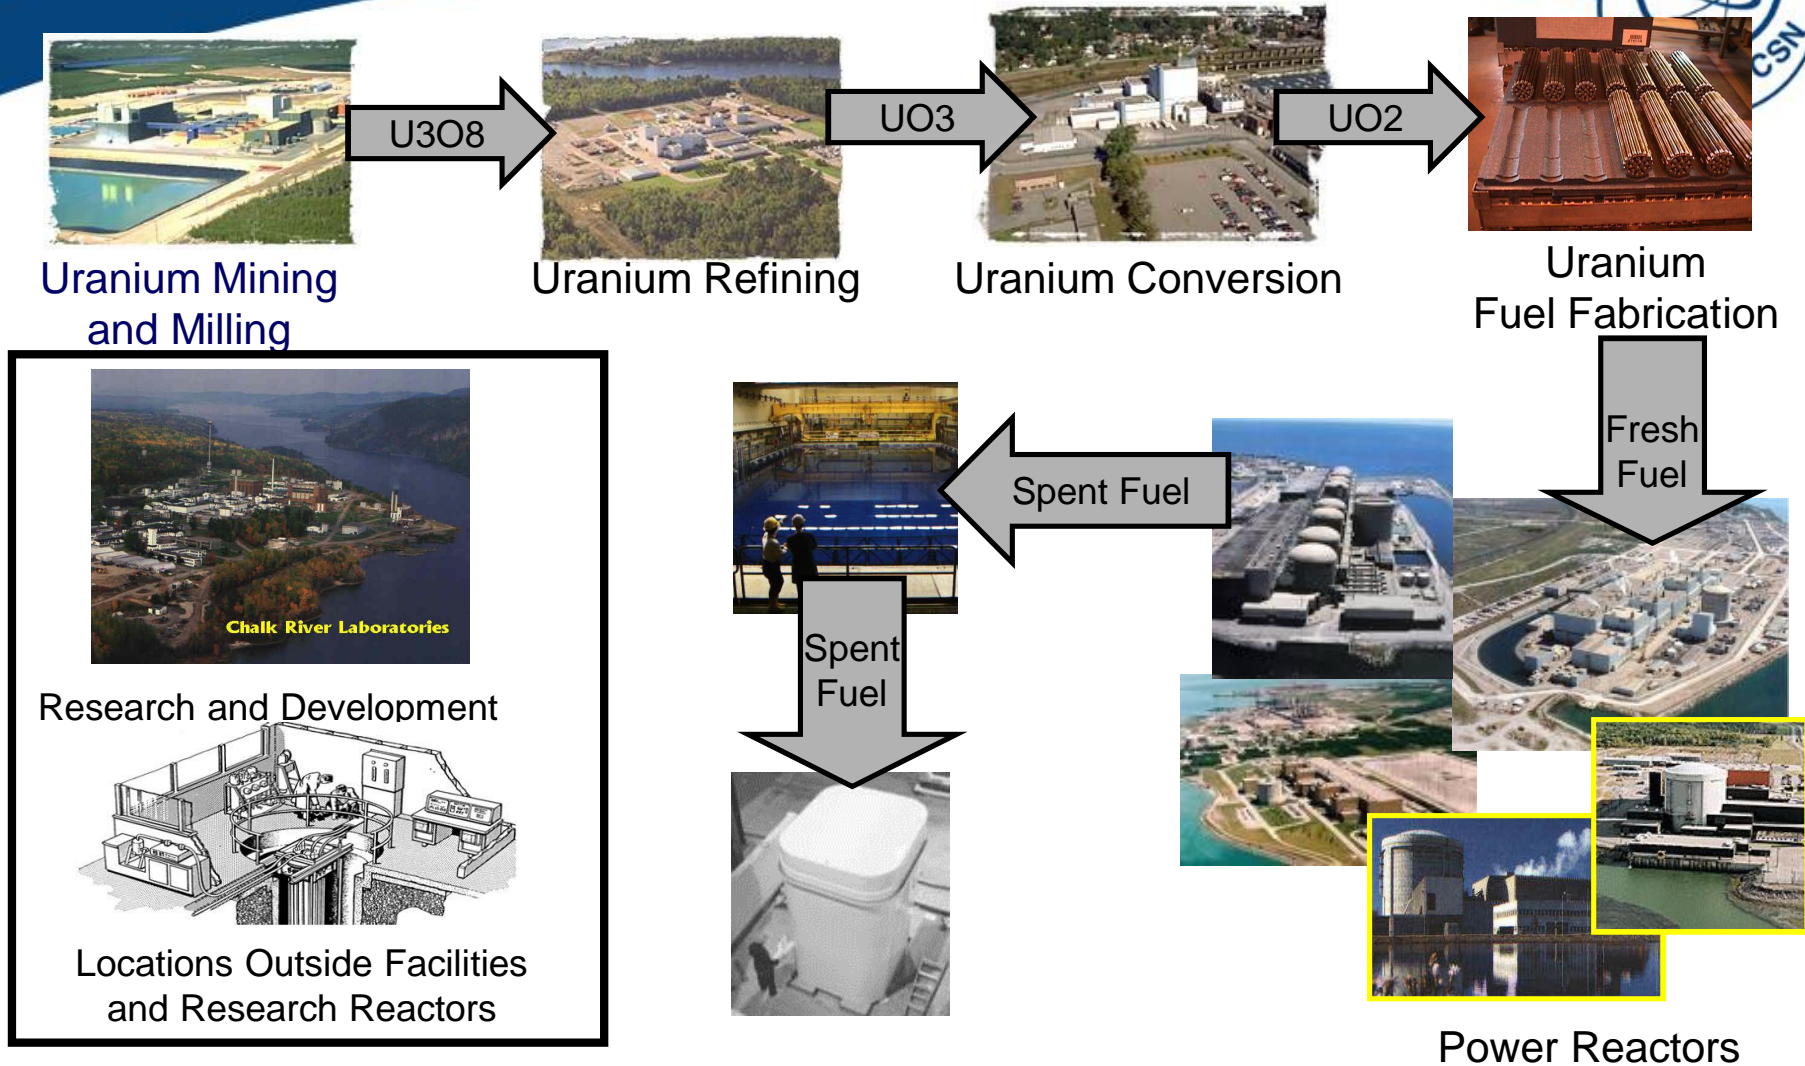 CSN
U3O8
UO3
UO2
Uranium Mining
and Milling
Uranium Refining
Uranium Conversion
Uranium
Fuel Fabrication
Fresh
Fuel
Spent Fuel
Spent
Fuel
Chalk River Laboratories
Research and Development
Locations Outside Facilities
and Research Reactors
Power Reactors